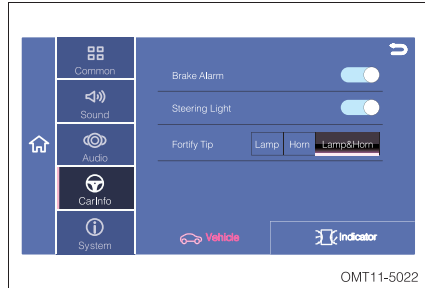 Common
Sound
Audio
CarInfo
System
Brake Alarm
Steering Light
Fortify Tip
Lamp Horn Lamp&Horn
Vehicle
Indicator
OMT11-5022